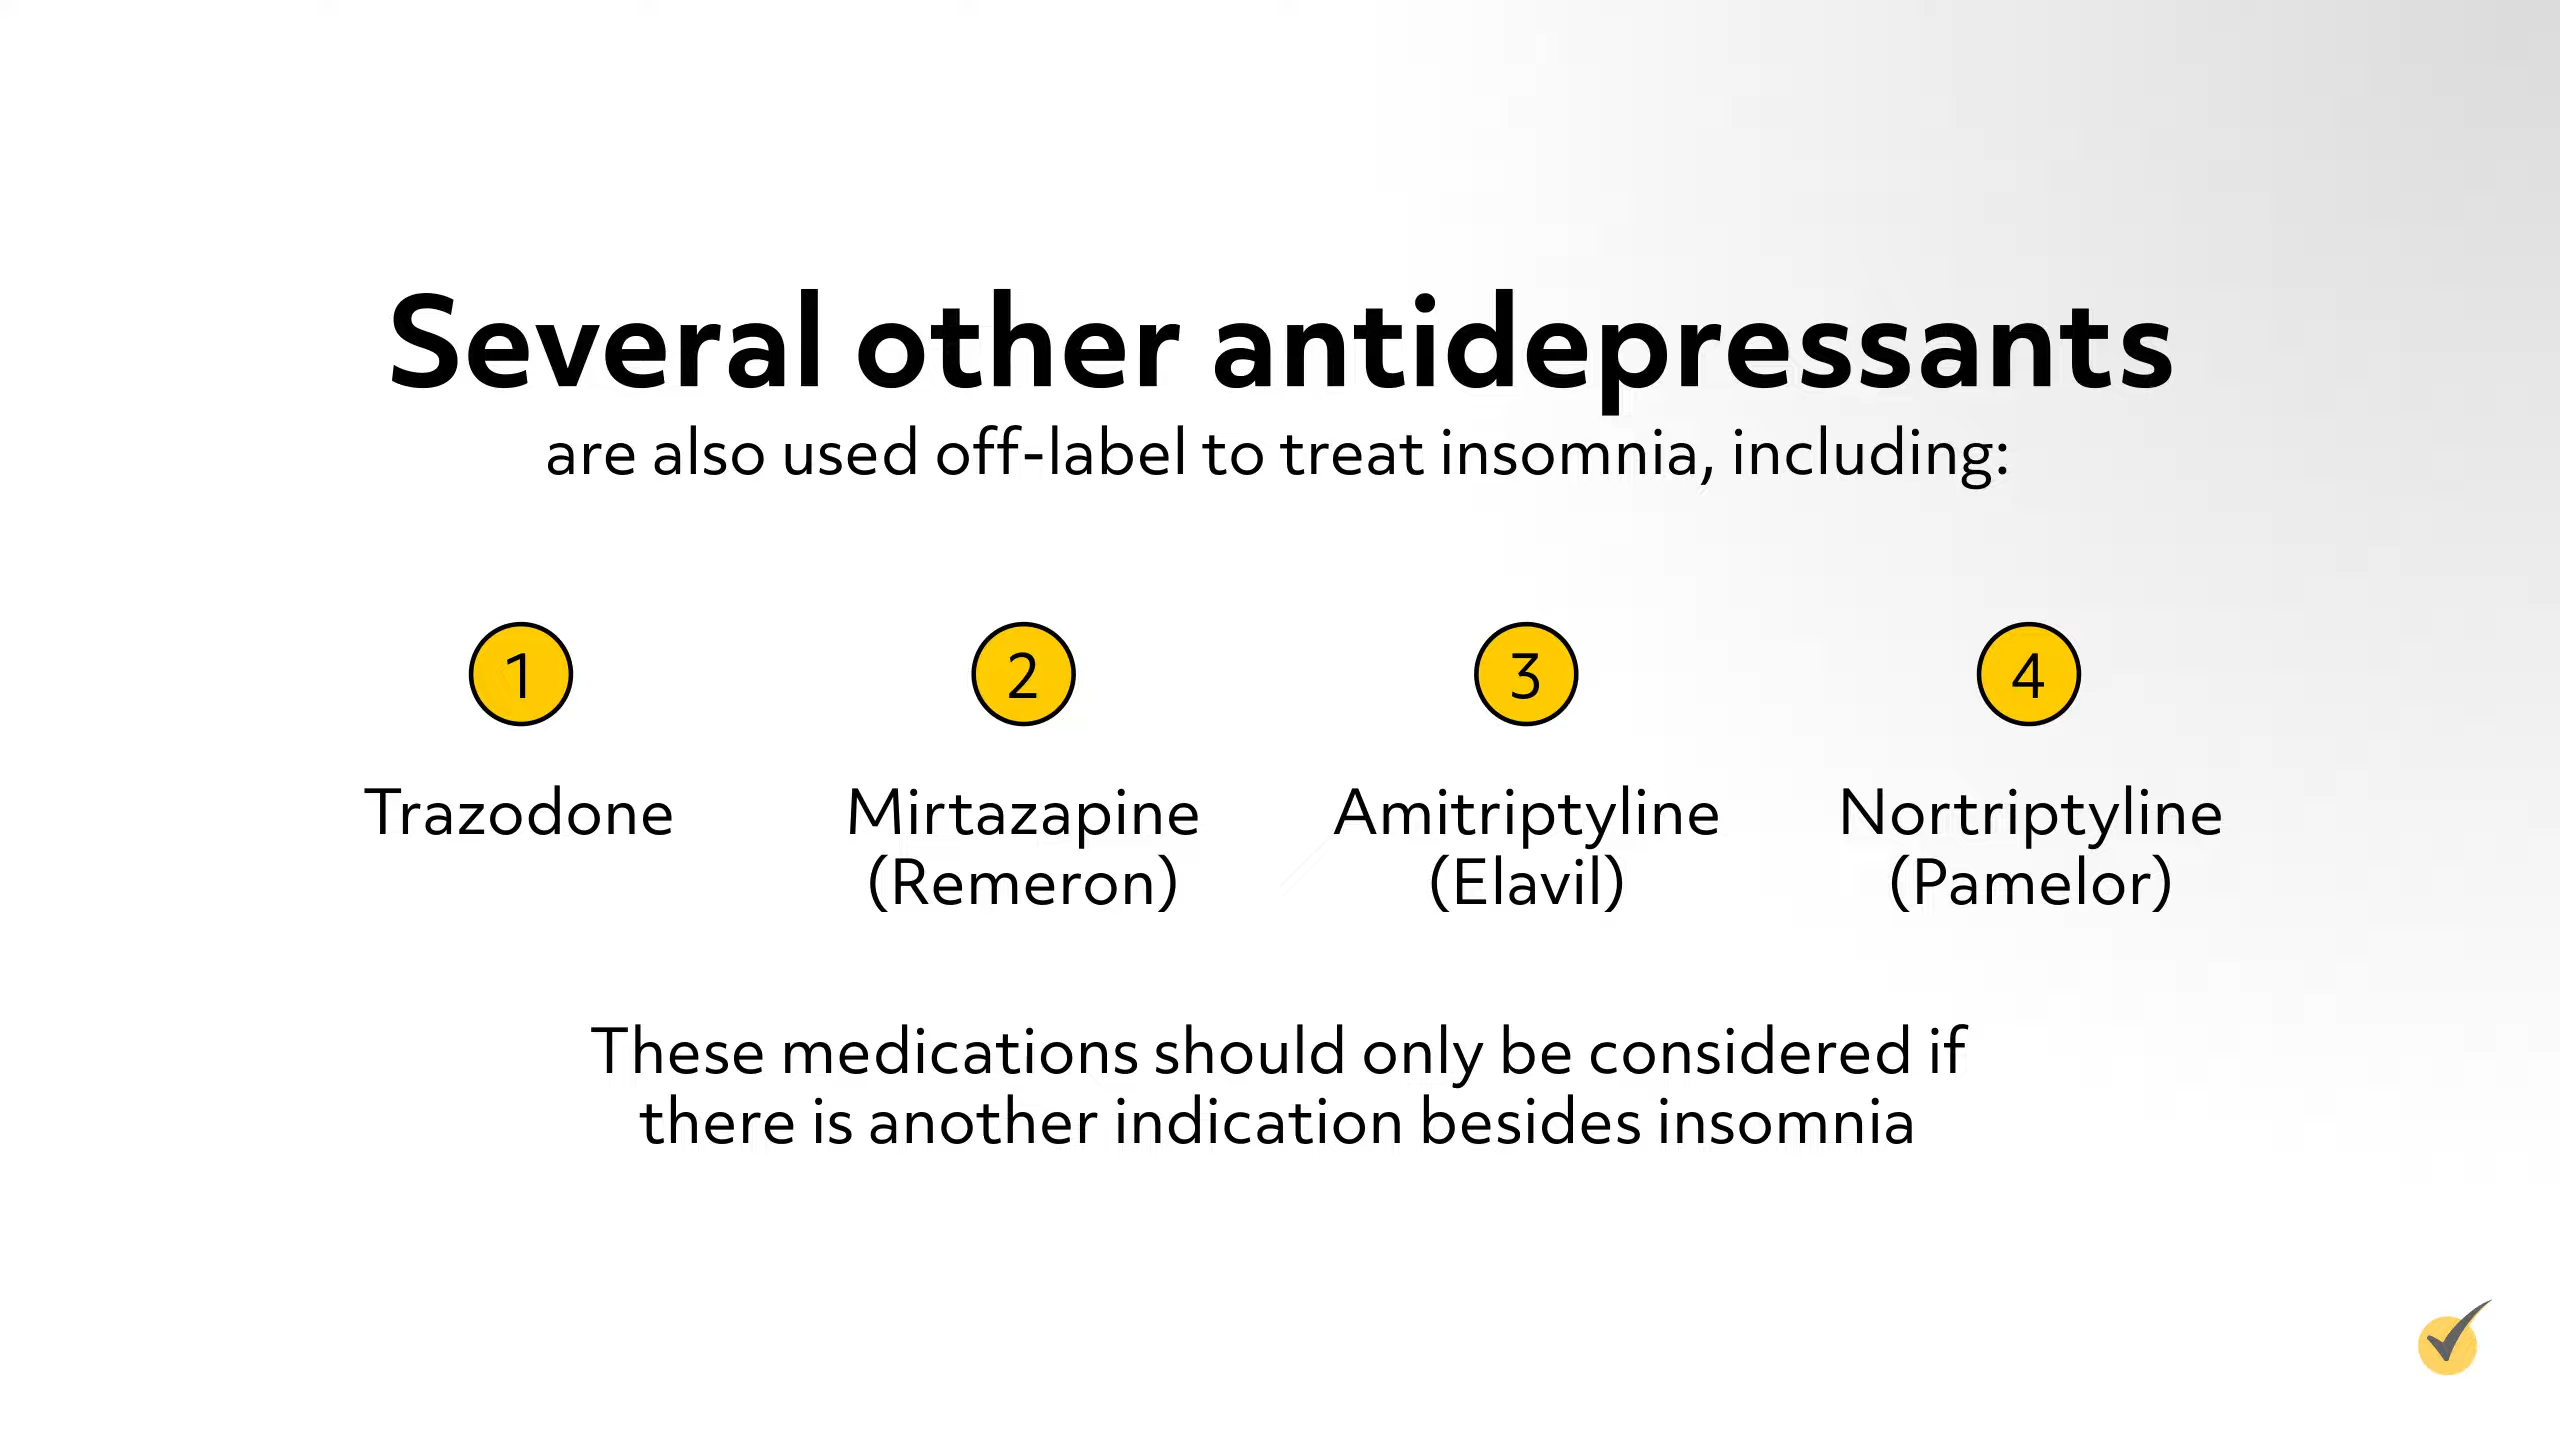 Several other antidepressants
are also used off-label to treat insomnia, including:
1
2
3
4
Trazodone
Mirtazapine
(Remeron)
Amitriptyline
(Elavil)
Nortriptyline
(Pamelor)
These medications should only be considered if
there is another indication besides insomnia